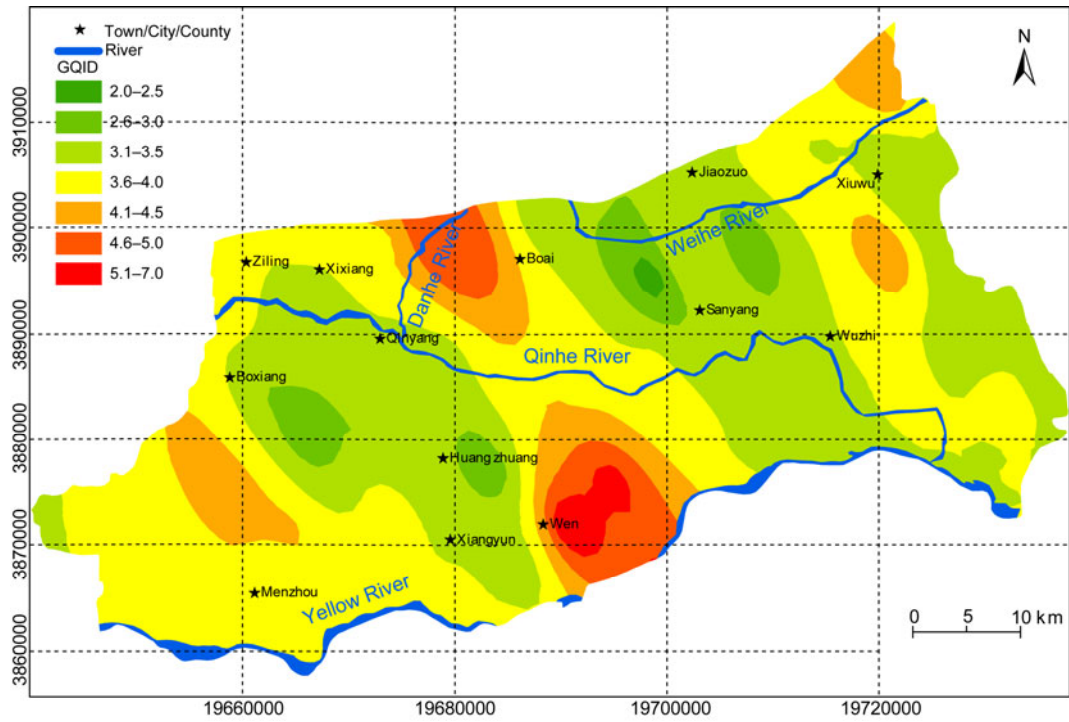 Town/City/County
River
GQID
2.0–2.5
2.6–3.0
3.1–3.5
3.6–4.0
4.1–4.5
4.6–5.0
5.1–7.0
N
3910000
3900000
3890000
3880000
3870000
3860000
Jiaozuo
Xiuwu
Weihe River
Ziling
Xixiang
Danhe River
Boai
Sanyang
Qinyang
Qinhe River
Wuzhi
Boxiang
Huangzhuang
Wen
Xiangyun
Menzhou
Yellow River
0 5 10 km
19660000 19680000 19700000 19720000